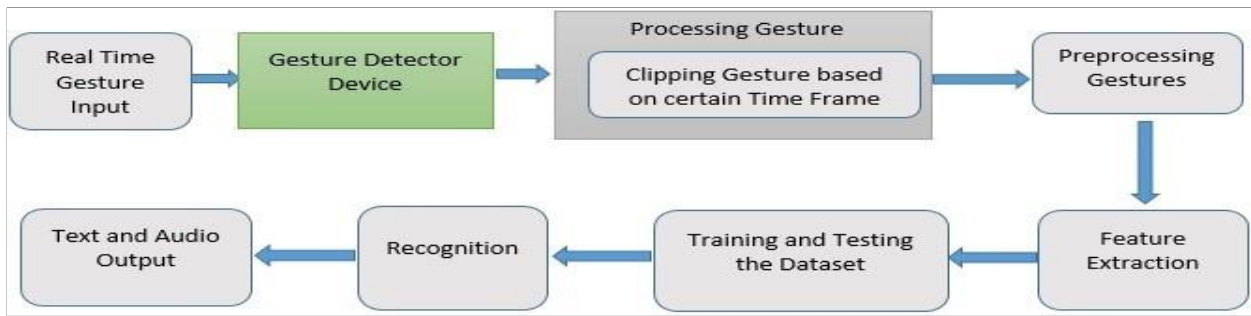 Real Time
Gesture
Input
Gesture Detector
Device
Processing Gesture
Clipping Gesture based
on certain Time Frame
Preprocessing
Gestures
Feature
Extraction
Training and Testing
the Dataset
Recognition
Text and Audio
Output